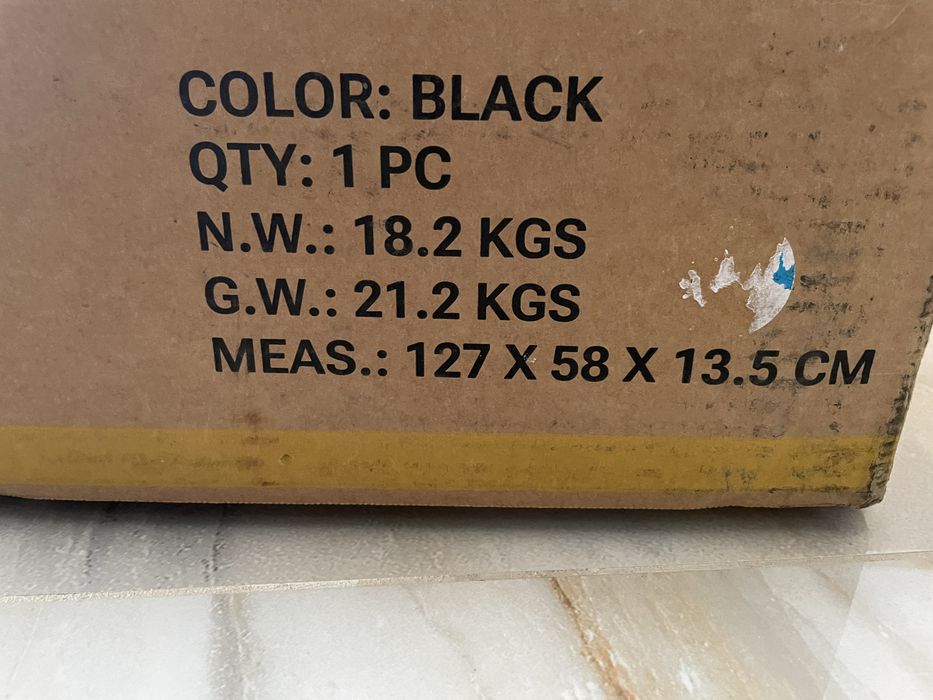 COLOR: BLACK
QTY: 1 PC
N.W.: 18.2 KGS
G.W.: 21.2 KGS
MEAS.: 127 X 58 X 13.5 CM